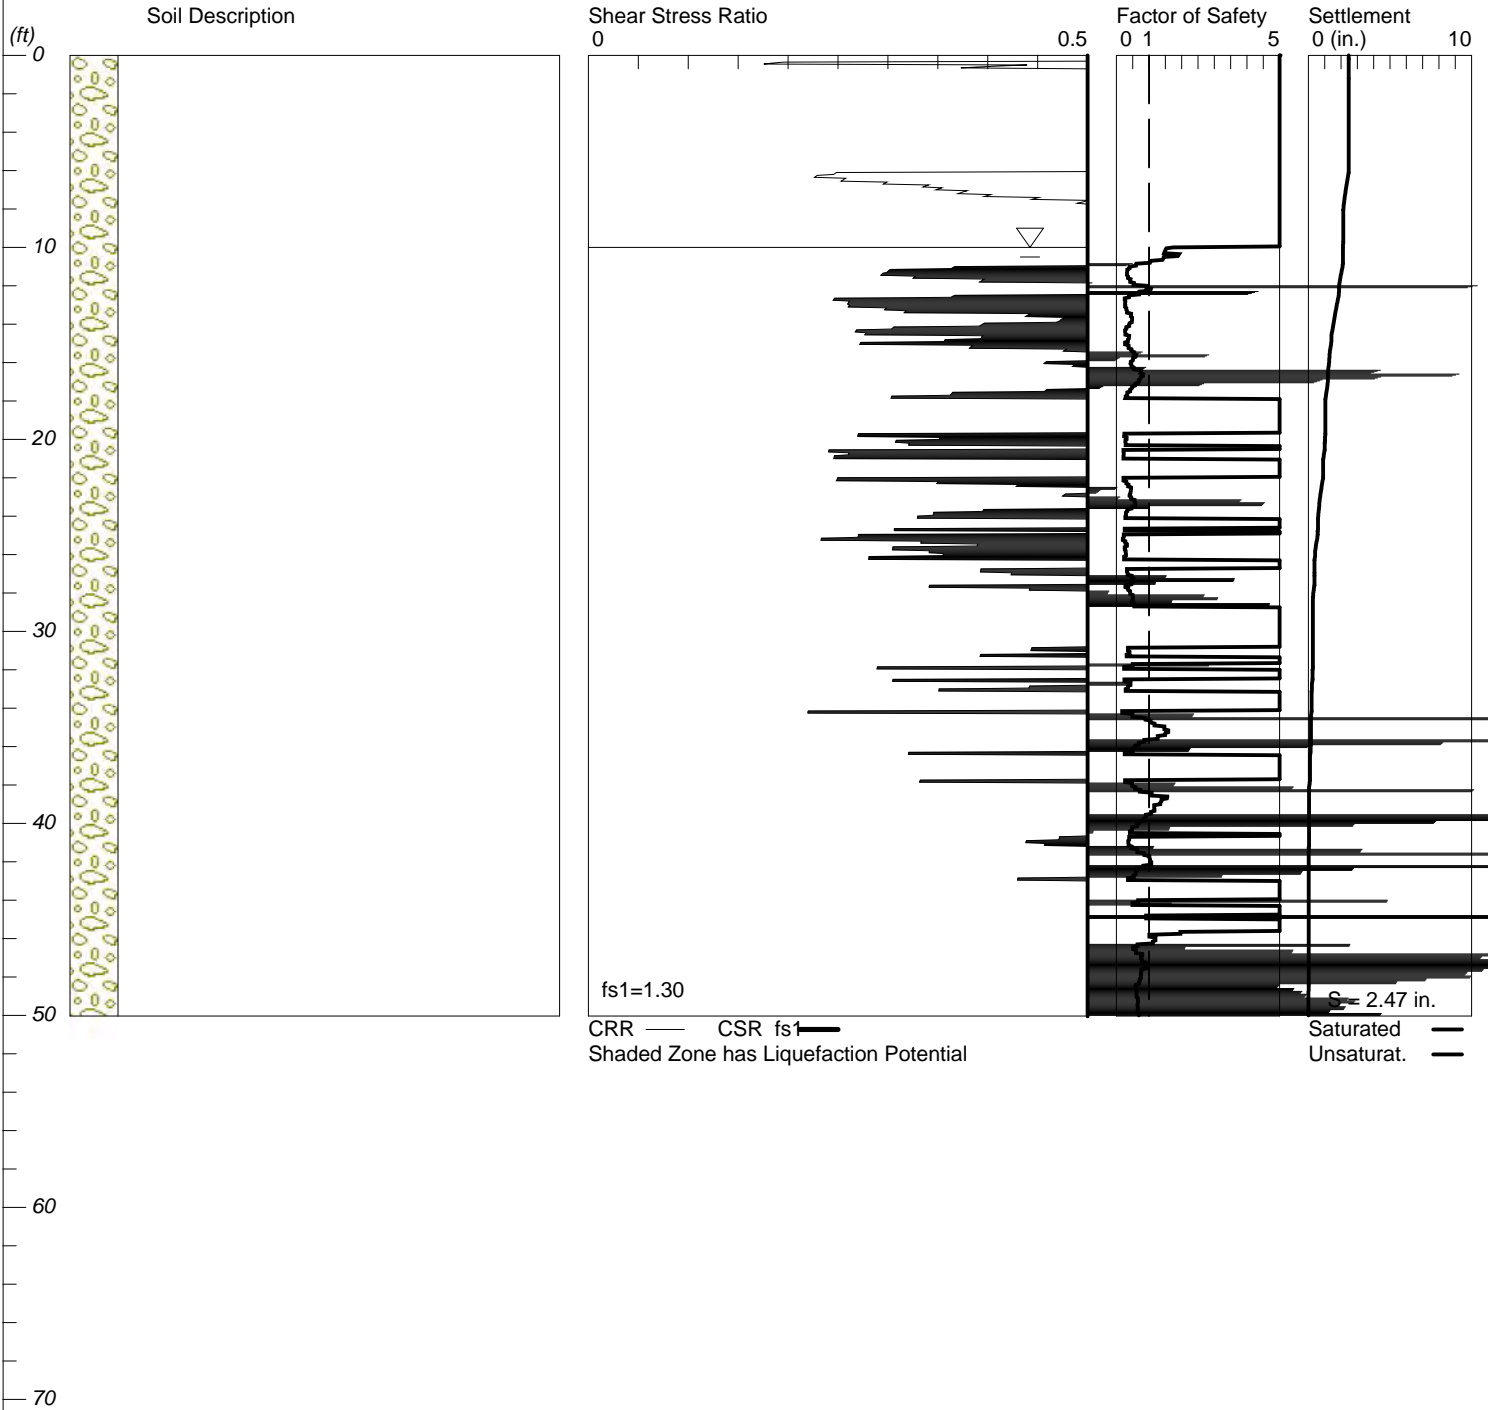 Soil Description
Shear Stress Ratio
Factor of Safety
Settlement
(ft)
0
0.5
0 1
5
0 (in.)
10
0
10
20
30
40
50
60
70
fs1=1.30
S = 2.47 in.
CRR
CSR fs1
Shaded Zone has Liquefaction Potential
Saturated
Unsaturat.